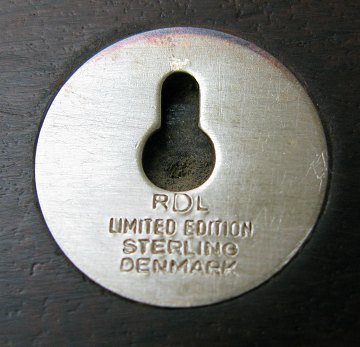 RDL
LIMITED EDITION
STERLING
DENMARK